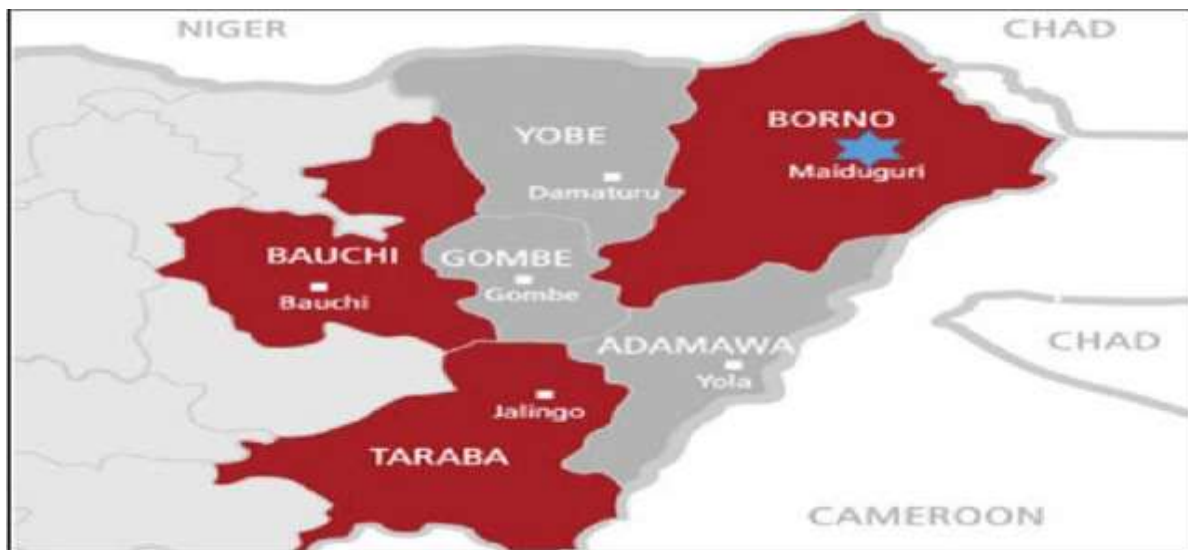 NIGER
CHAD
BORNO
YOBE
Maiduguri
Damaturu
BAUCHI
GOMBE
Bauchi
Gombe
ADAMAWA
CHAD
Yola
Jalingo
TARABA
CAMEROON